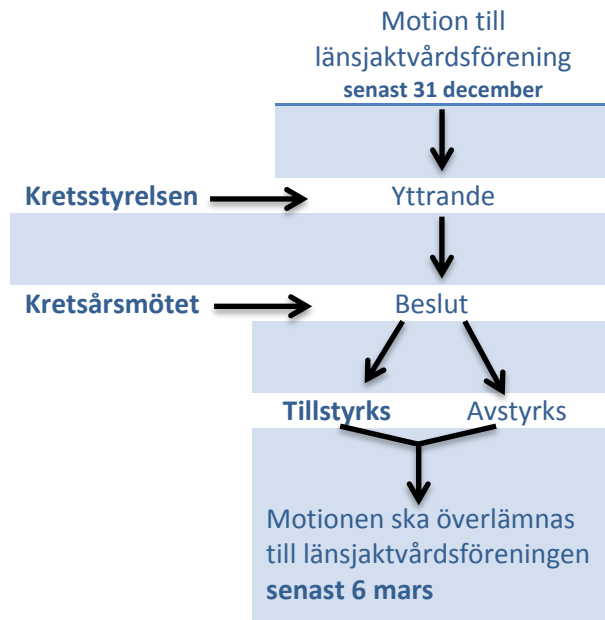 Motion till
länsjaktvårdsförening
senast 31 december
Kretsstyrelsen
Yttrande
Kretsårsmötet
Beslut
Tillstyrks
Avstyrks
Motionen ska överlämnas
till länsjaktvårdsföreningen
senast 6 mars